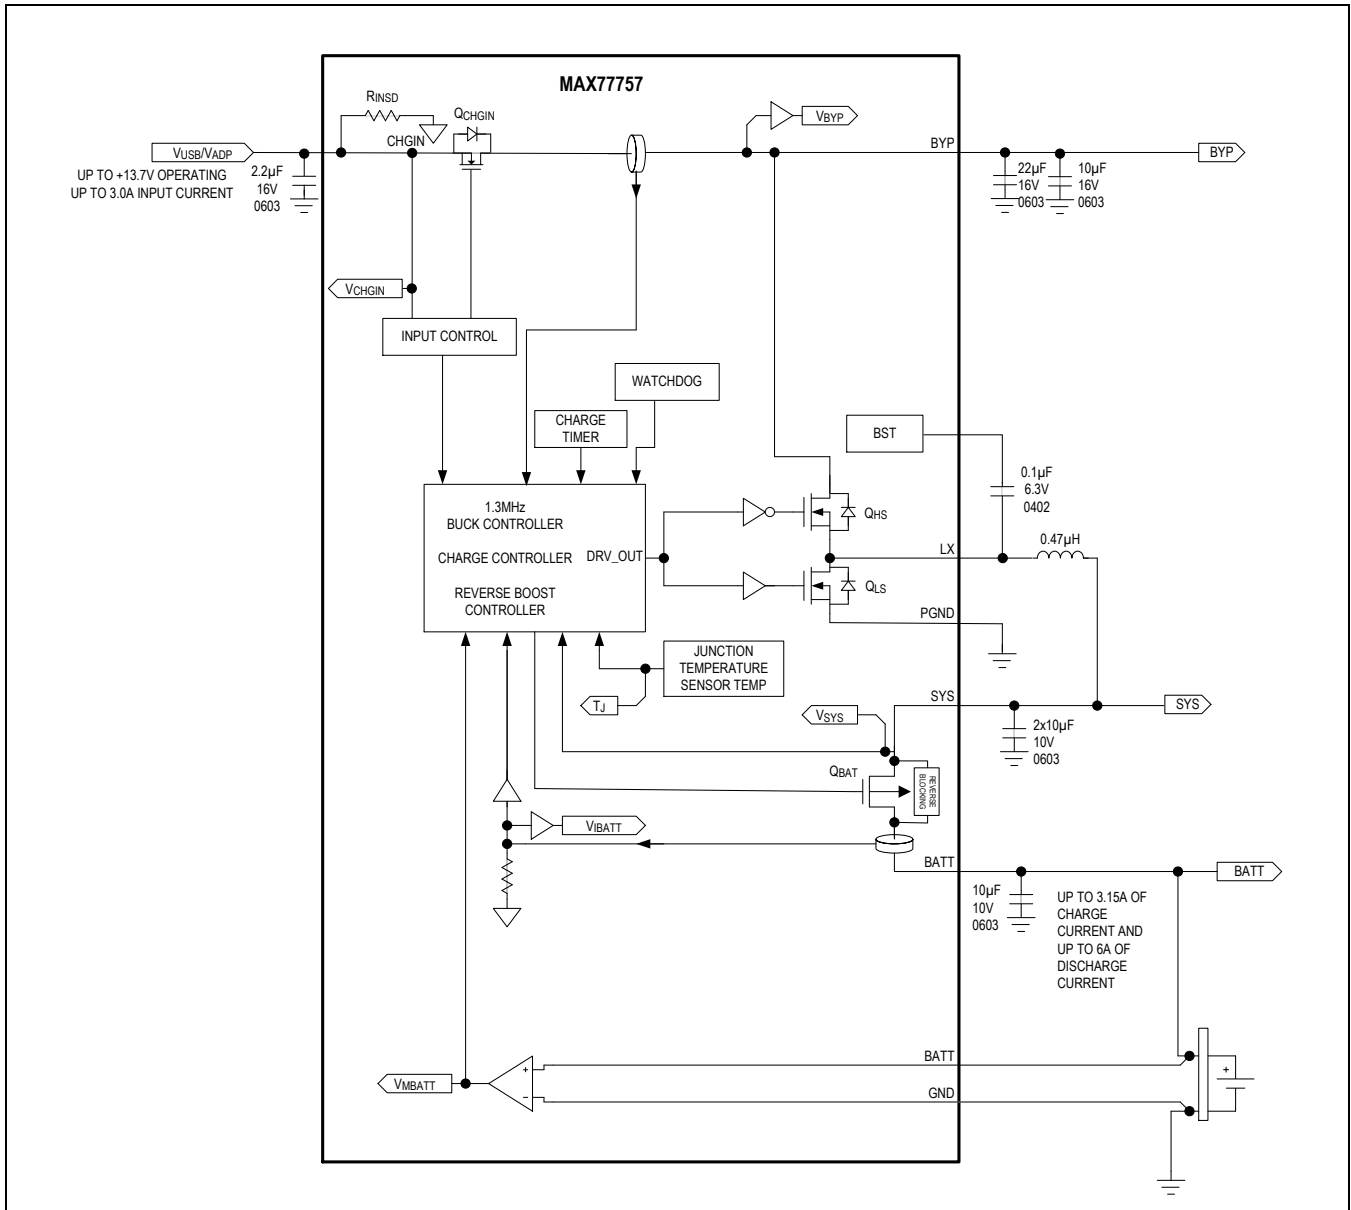 MAX77757
RINSD
QCHGIN
CHGIN
VBYP
BYP
BYP
VUSB/VADP
UP TO +13.7V OPERATING
UP TO 3.0A INPUT CURRENT
2.2µF
16V
0603
22µF
16V
0603
10µF
16V
0603
VCHGIN
INPUT CONTROL
WATCHDOG
CHARGE
TIMER
BST
0.1µF
6.3V
0402
1.3MHz
BUCK CONTROLLER
CHARGE CONTROLLER
REVERSE BOOST
CONTROLLER
DRV_OUT
QHS
QLS
LX
0.47µH
PGND
JUNCTION
TEMPERATURE
SENSOR TEMP
TJ
SYS
SYS
VSYS
2x10µF
10V
0603
QBAT
REVERSE
BLOCKING
VIBATT
BATT
BATT
10µF
10V
0603
UP TO 3.15A OF
CHARGE
CURRENT AND
UP TO 6A OF
DISCHARGE
CURRENT
VMBATT
+
−
BATT
GND
+